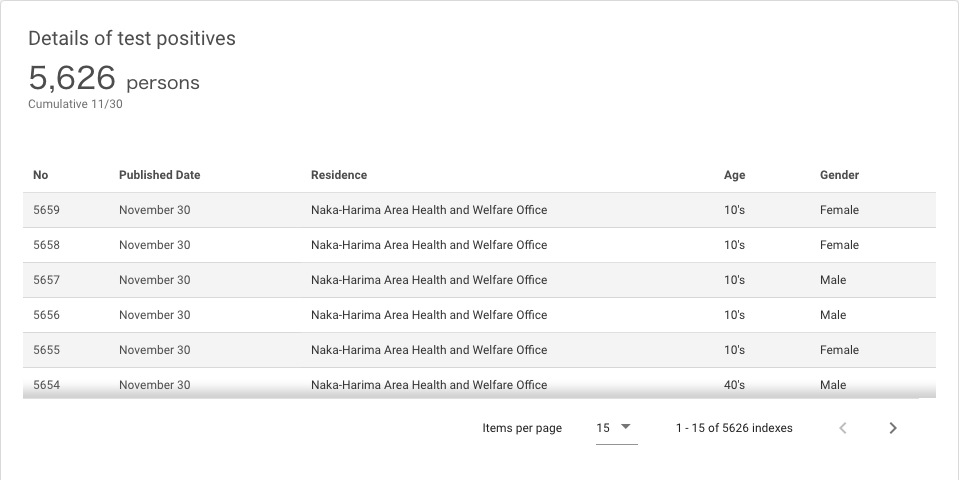 Details of test positives
5,626 persons
Cumulative 11/30
No Published Date Residence Age Gender
5659 November 30 Naka-Harima Area Health and Welfare Office 10's Female
5658 November 30 Naka-Harima Area Health and Welfare Office 10's Female
5657 November 30 Naka-Harima Area Health and Welfare Office 10's Male
5656 November 30 Naka-Harima Area Health and Welfare Office 10's Male
5655 November 30 Naka-Harima Area Health and Welfare Office 10's Female
5654 November 30 Naka-Harima Area Health and Welfare Office 40's Male
Items per page 15 1 - 15 of 5626 indexes